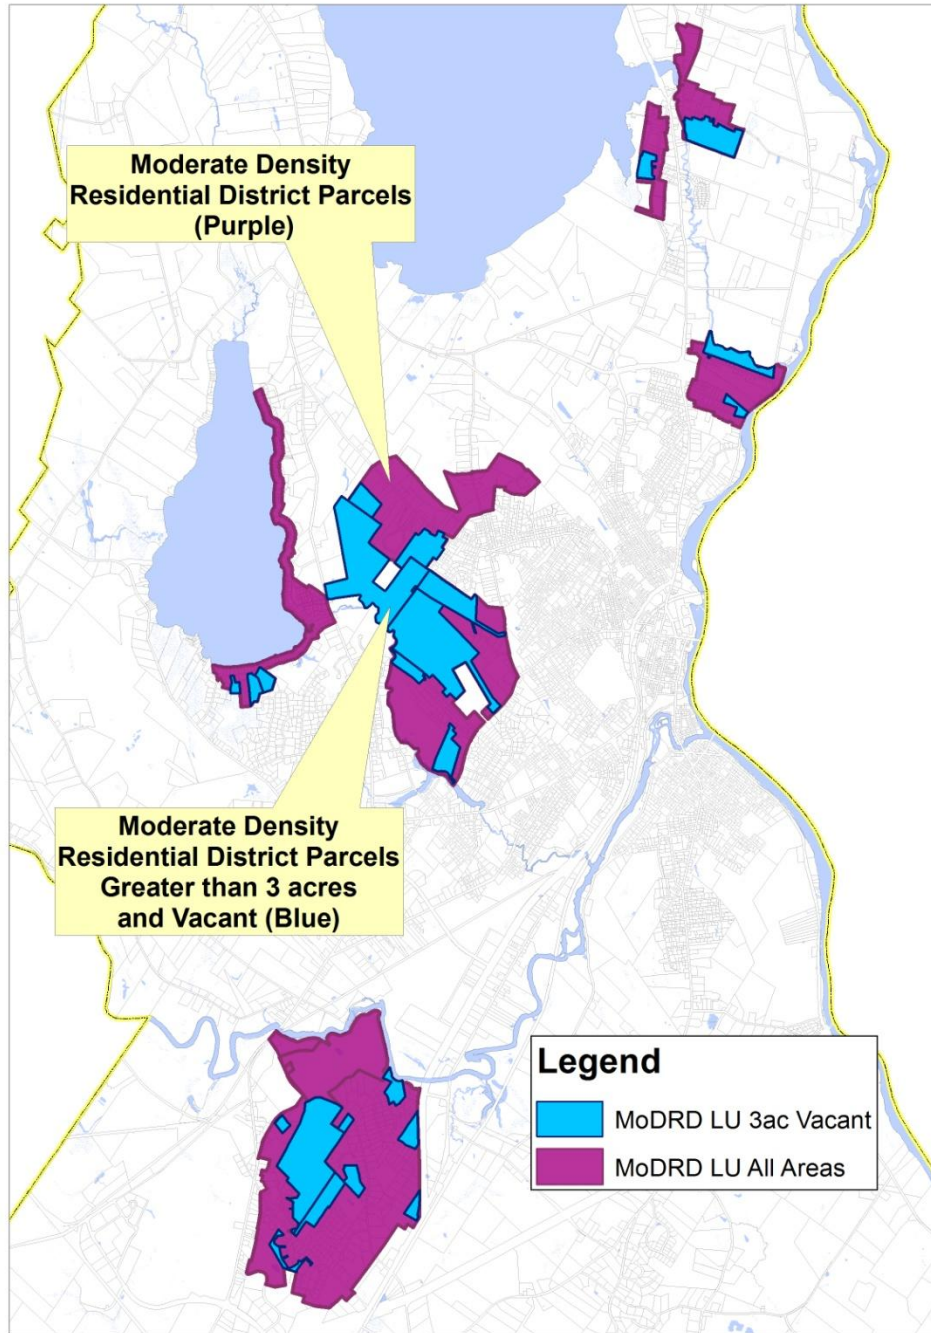 Moderate Density
Residential District Parcels
(Purple)
Moderate Density
Residential District Parcels
Greater than 3 acres
and Vacant (Blue)
Legend
MoDRD LU 3ac Vacant
MoDRD LU All Areas